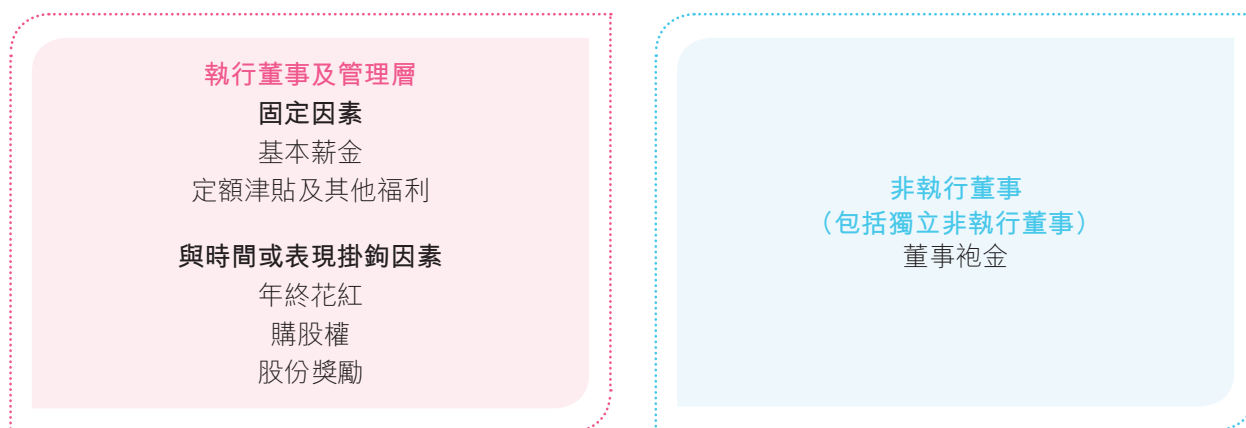 執行董事及管理層
固定因素
基本薪金
定額津貼及其他福利
與時間或表現掛鈎因素
年終花紅
購股權
股份獎勵
非執行董事
（包括獨立非執行董事）
董事袍金